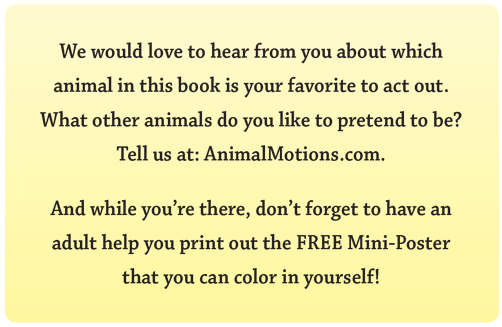 We would love to hear from you about which
animal in this book is your favorite to act out.
What other animals do you like to pretend to be?
Tell us at: AnimalMotions.com.
And while you’re there, don’t forget to have an
adult help you print out the FREE Mini-Poster
that you can color in yourself!